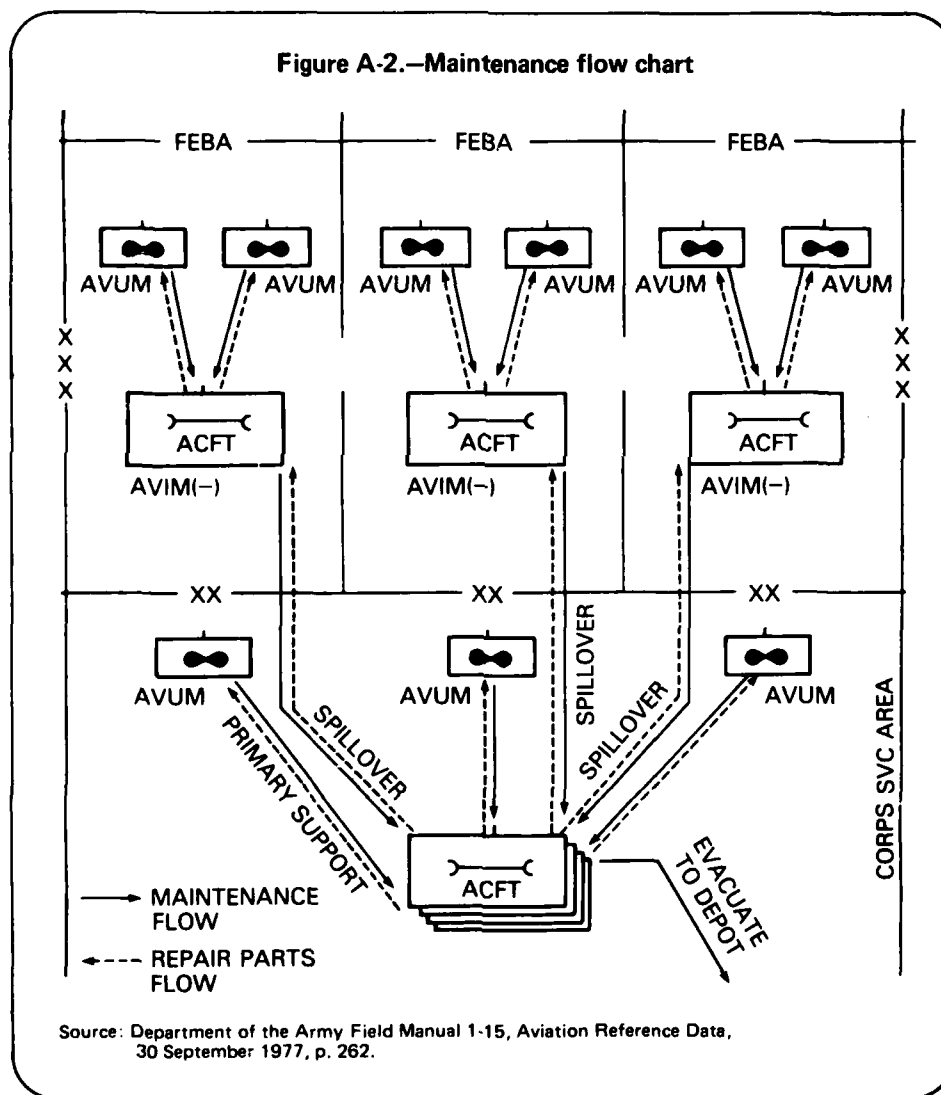 Figure A-2.—Maintenance flow chart
FEBA FEBA FEBA
AVUM AVUM AVUM AVUM AVUM AVUM
X X
X X
X X
ACFT ACFT ACFT
AVIM(−) AVIM(−) AVIM(−)
XX XX XX
AVUM AVUM AVUM
SPILLOVER
SPILLOVER
SPILLOVER
PRIMARY SUPPORT
CORPS SVC AREA
ACFT
EVACUATE
TO DEPOT
MAINTENANCE
FLOW
REPAIR PARTS
FLOW
Source: Department of the Army Field Manual 1-15, Aviation Reference Data,
30 September 1977, p. 262.